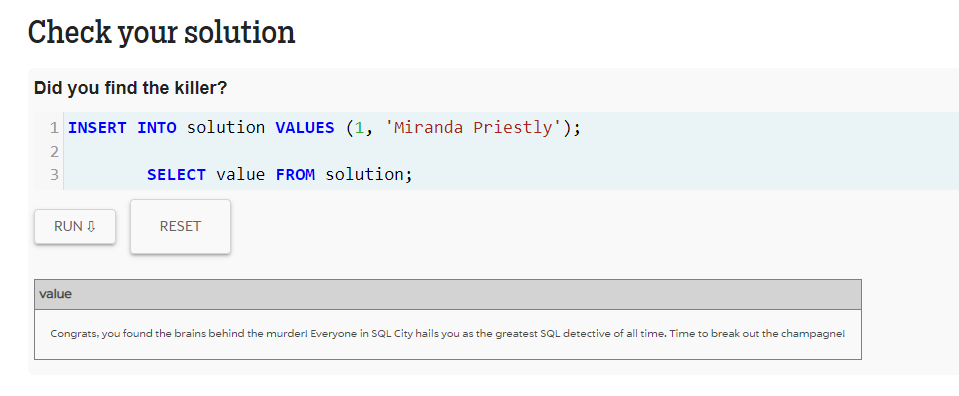 Check your solution
Did you find the killer?
1 INSERT INTO solution VALUES (1, 'Miranda Priestly');
2
3 SELECT value FROM solution;
RUN ⇩ RESET
value
Congrats, you found the brains behind the murder! Everyone in SQL City hails you as the greatest SQL detective of all time. Time to break out the champagne!